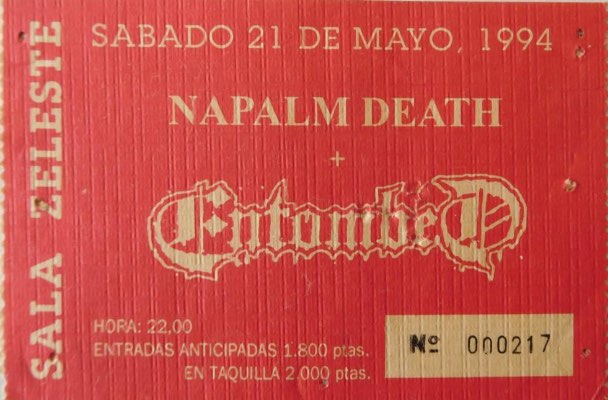 SALA ZELESTE
SABADO 21 DE MAYO, 1994
NAPALM DEATH
+
Entombed
HORA: 22,00
ENTRADAS ANTICIPADAS 1.800 ptas.
EN TAQUILLA 2.000 ptas.
Nº 000217